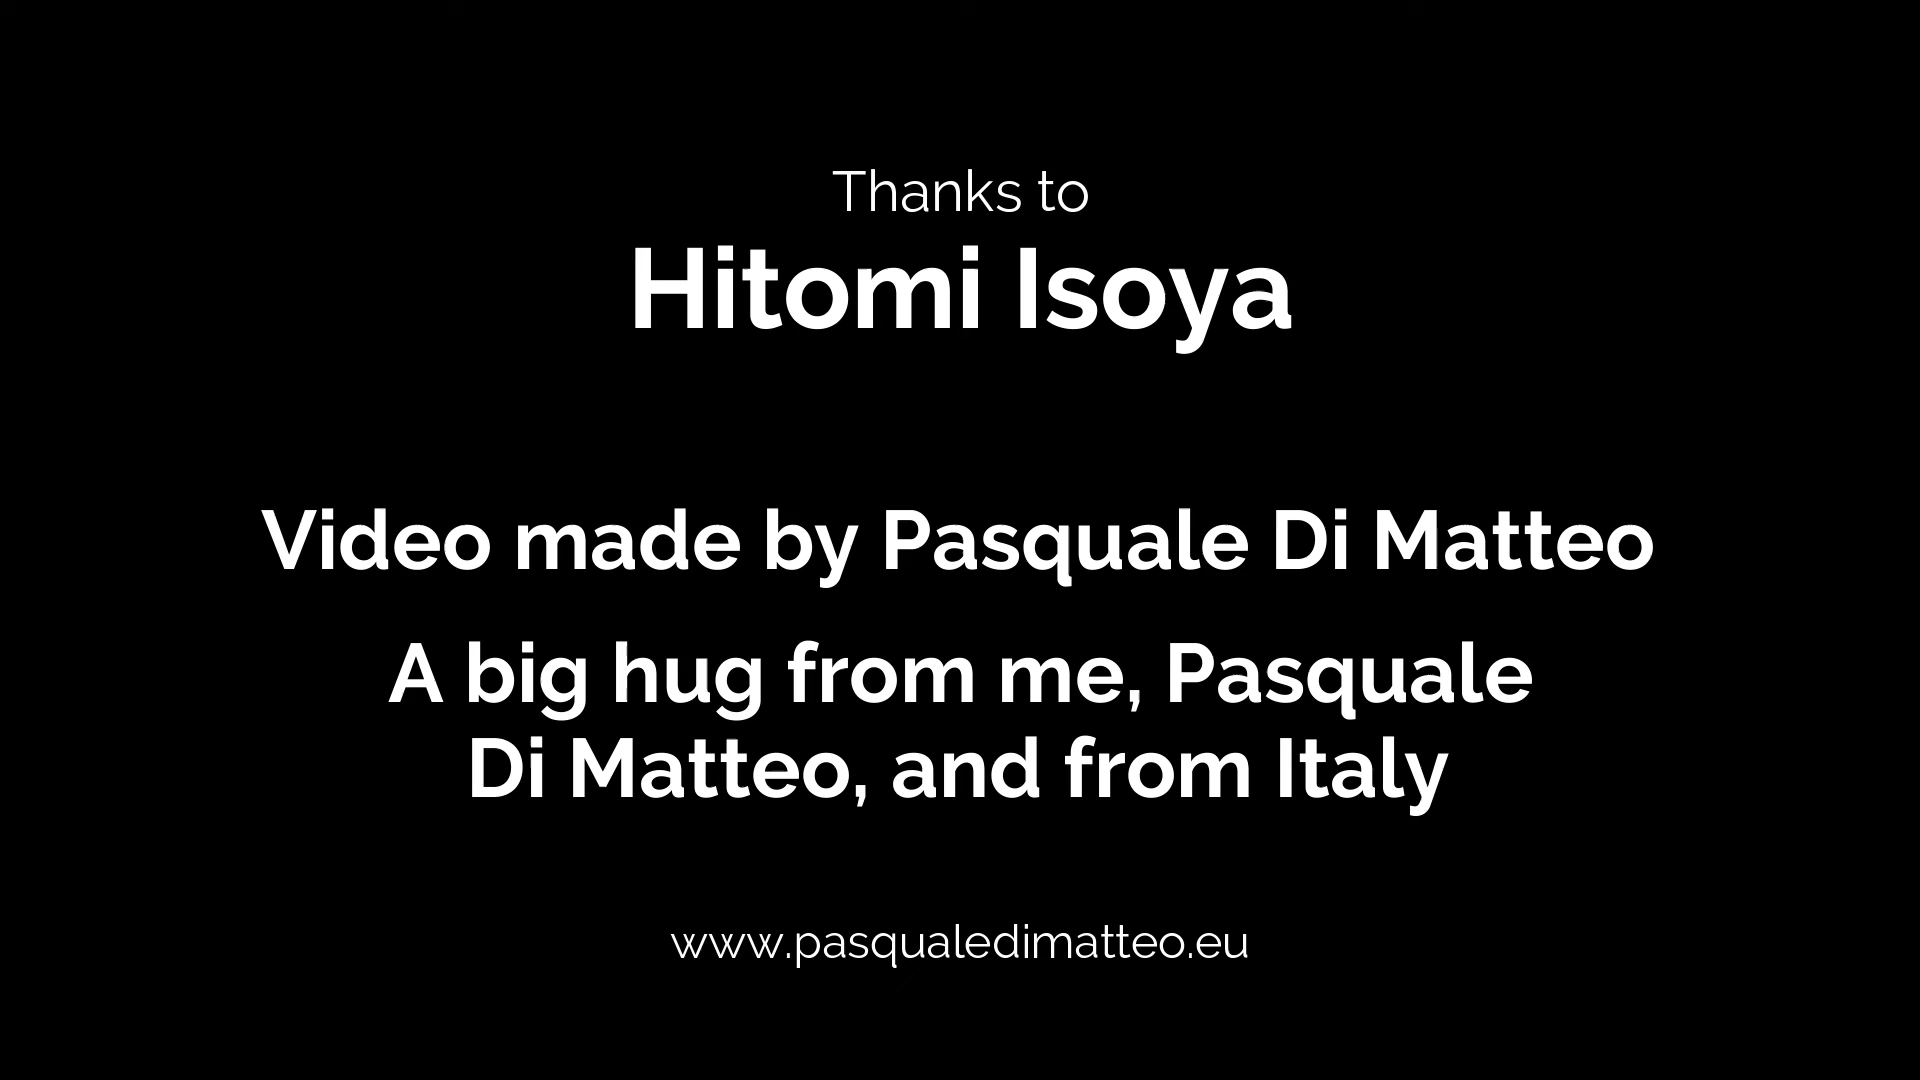 Thanks to
Hitomi Isoya
Video made by Pasquale Di Matteo
A big hug from me, Pasquale
Di Matteo, and from Italy
www.pasqualedimatteo.eu